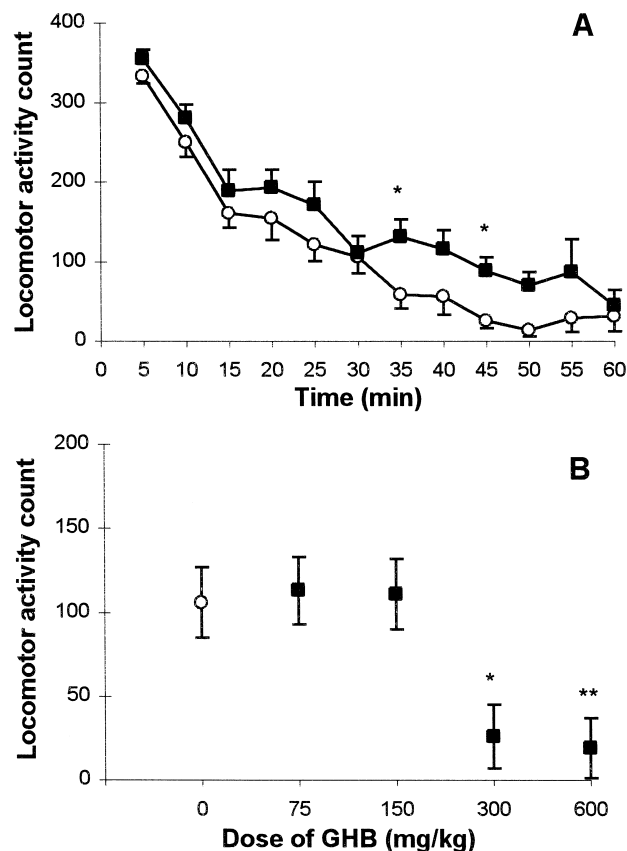 A
Locomotor activity count
400
300
200
100
0
*
*
0 5 10 15 20 25 30 35 40 45 50 55 60
Time (min)
B
Locomotor activity count
200
150
100
50
0
*
**
0 75 150 300 600
Dose of GHB (mg/kg)